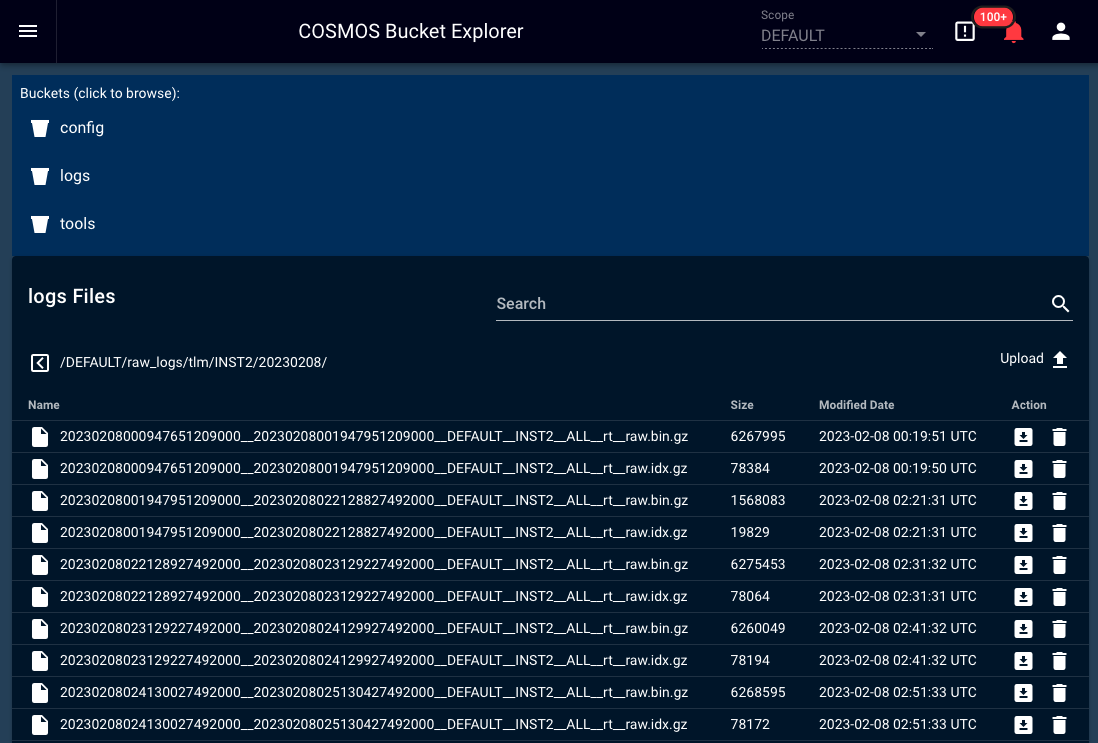 COSMOS Bucket Explorer
Scope
DEFAULT
100+
Buckets (click to browse):
config
logs
tools
logs Files
Search
/DEFAULT/raw_logs/tlm/INST2/20230208/
Upload
Name Size Modified Date Action
20230208000947651209000__20230208001947951209000__DEFAULT__INST2__ALL__rt__raw.bin.gz 6267995 2023-02-08 00:19:51 UTC
20230208000947651209000__20230208001947951209000__DEFAULT__INST2__ALL__rt__raw.idx.gz 78384 2023-02-08 00:19:50 UTC
20230208001947951209000__20230208022128827492000__DEFAULT__INST2__ALL__rt__raw.bin.gz 1568083 2023-02-08 02:21:31 UTC
20230208001947951209000__20230208022128827492000__DEFAULT__INST2__ALL__rt__raw.idx.gz 19829 2023-02-08 02:21:31 UTC
20230208022128927492000__20230208023129227492000__DEFAULT__INST2__ALL__rt__raw.bin.gz 6275453 2023-02-08 02:31:32 UTC
20230208022128927492000__20230208023129227492000__DEFAULT__INST2__ALL__rt__raw.idx.gz 78064 2023-02-08 02:31:31 UTC
20230208023129227492000__20230208024129927492000__DEFAULT__INST2__ALL__rt__raw.bin.gz 6260049 2023-02-08 02:41:32 UTC
20230208023129227492000__20230208024129927492000__DEFAULT__INST2__ALL__rt__raw.idx.gz 78194 2023-02-08 02:41:32 UTC
20230208024130027492000__20230208025130427492000__DEFAULT__INST2__ALL__rt__raw.bin.gz 6268595 2023-02-08 02:51:33 UTC
20230208024130027492000__20230208025130427492000__DEFAULT__INST2__ALL__rt__raw.idx.gz 78172 2023-02-08 02:51:33 UTC